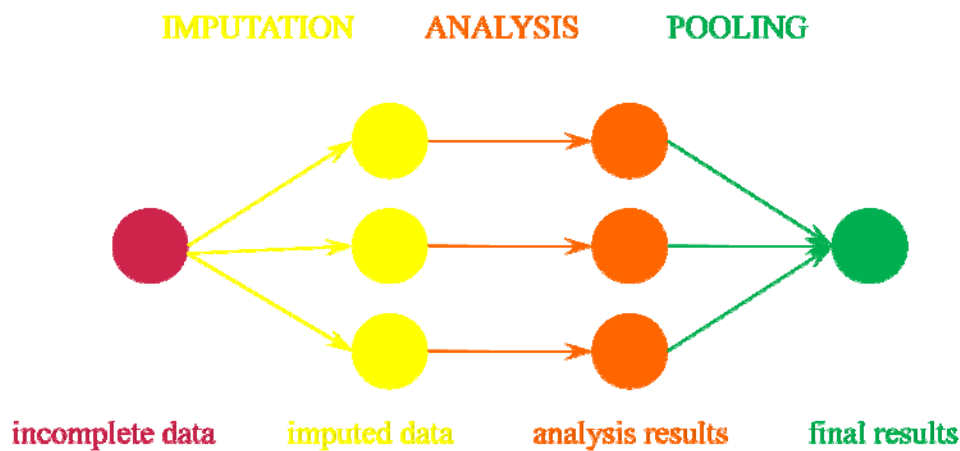 IMPUTATION ANALYSIS POOLING
incomplete data imputed data analysis results final results